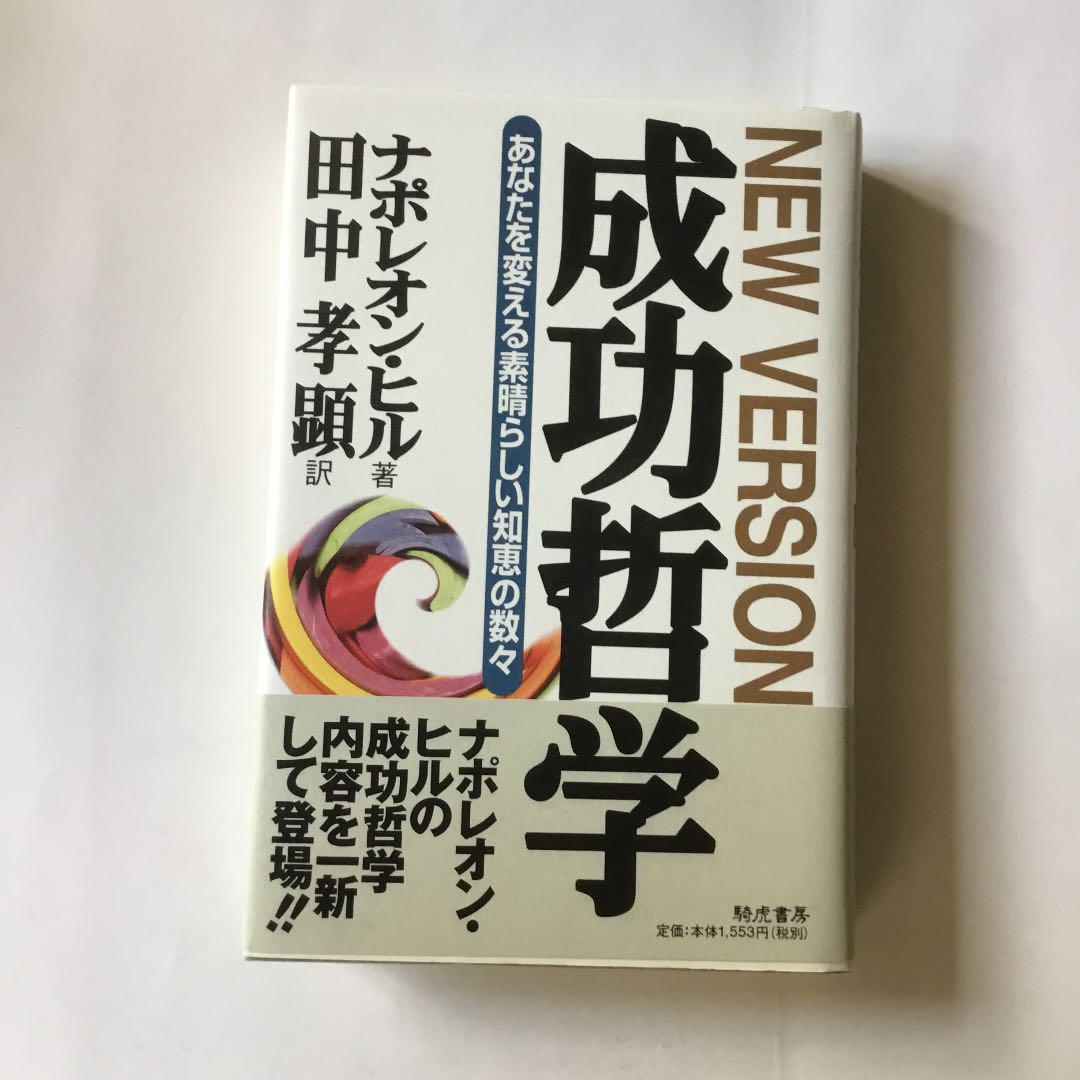 NEW VERSION
成功哲学
あなたを変える素晴らしい知恵の数々
ナポレオン・ヒル 著
田中孝顕 訳
ナポレオン・
ヒルの
成功哲学
内容を一新
して登場!!
騎虎書房
定価：本体1,553円（税別）